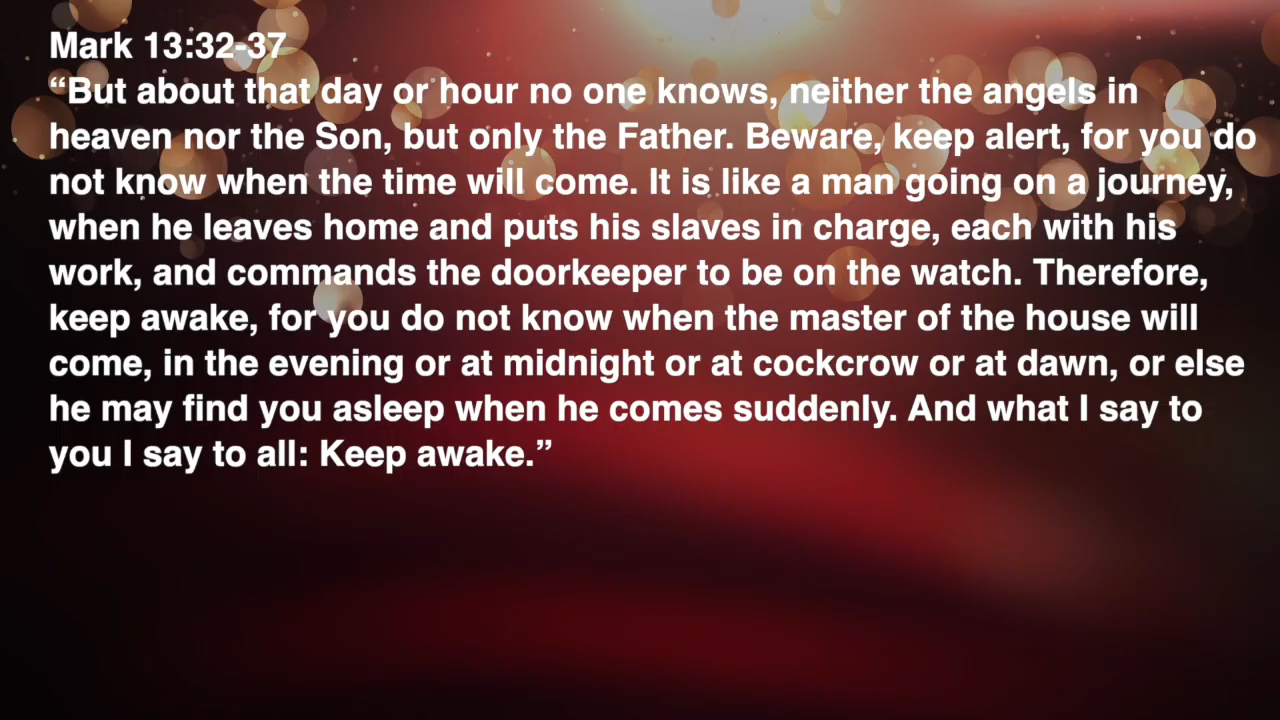 Mark 13:32-37
“But about that day or hour no one knows, neither the angels in
heaven nor the Son, but only the Father. Beware, keep alert, for you do
not know when the time will come. It is like a man going on a journey,
when he leaves home and puts his slaves in charge, each with his
work, and commands the doorkeeper to be on the watch. Therefore,
keep awake, for you do not know when the master of the house will
come, in the evening or at midnight or at cockcrow or at dawn, or else
he may find you asleep when he comes suddenly. And what I say to
you I say to all: Keep awake.”